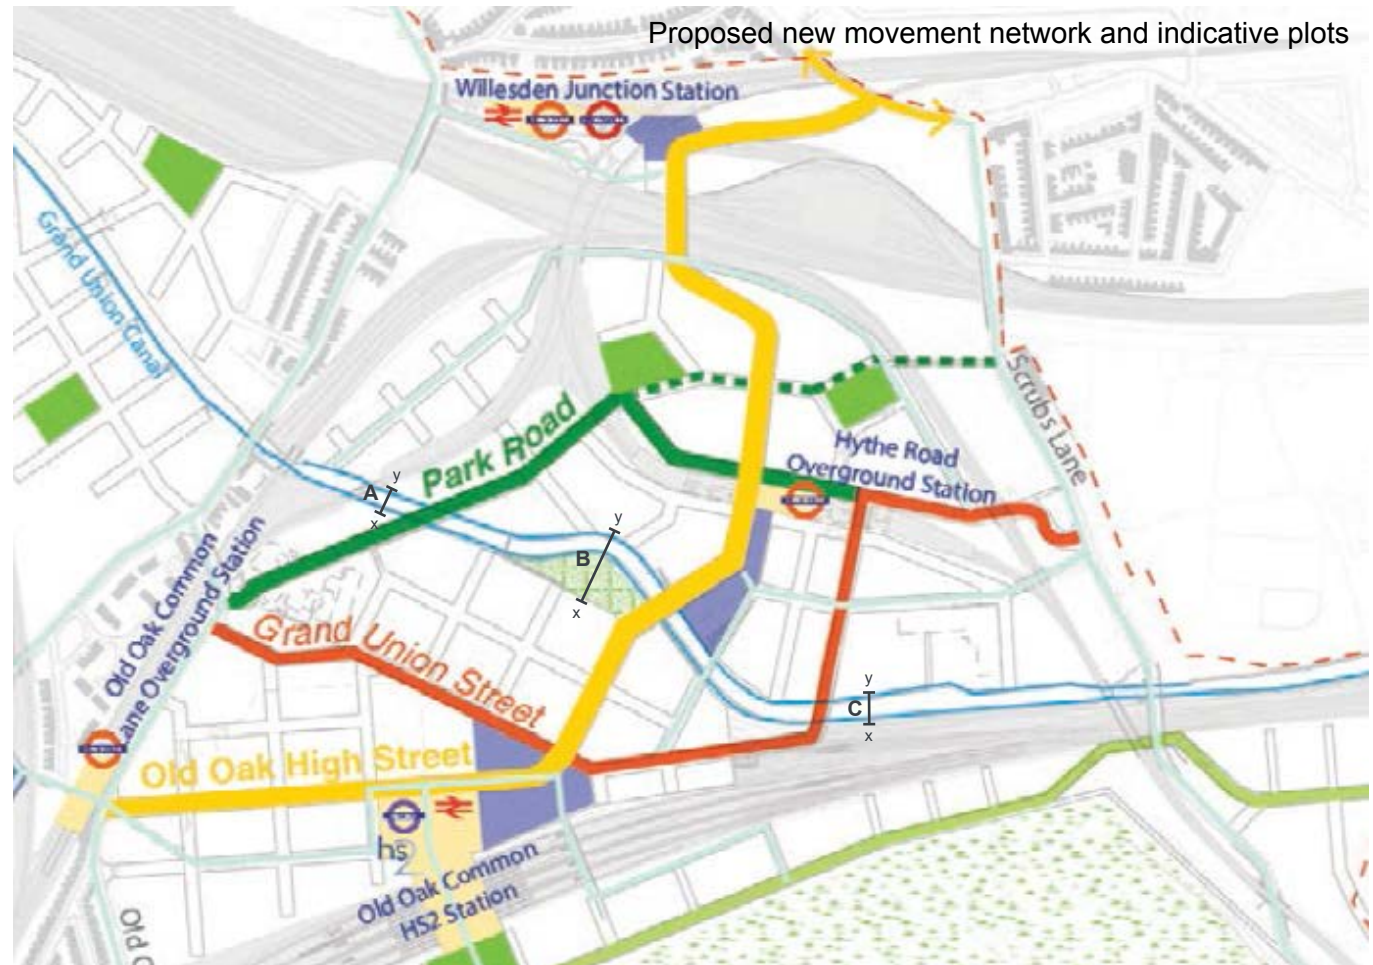 Proposed new movement network and indicative plots
Willesden Junction Station
Grand Union Canal
Scrubs Lane
Park Road
Hythe Road
Overground Station
A
y
x
B
y
x
Old Oak Common
Lane Overground Station
Grand Union Street
C
y
x
Old Oak High Street
hs2
Old Oak Common
HS2 Station
Old O